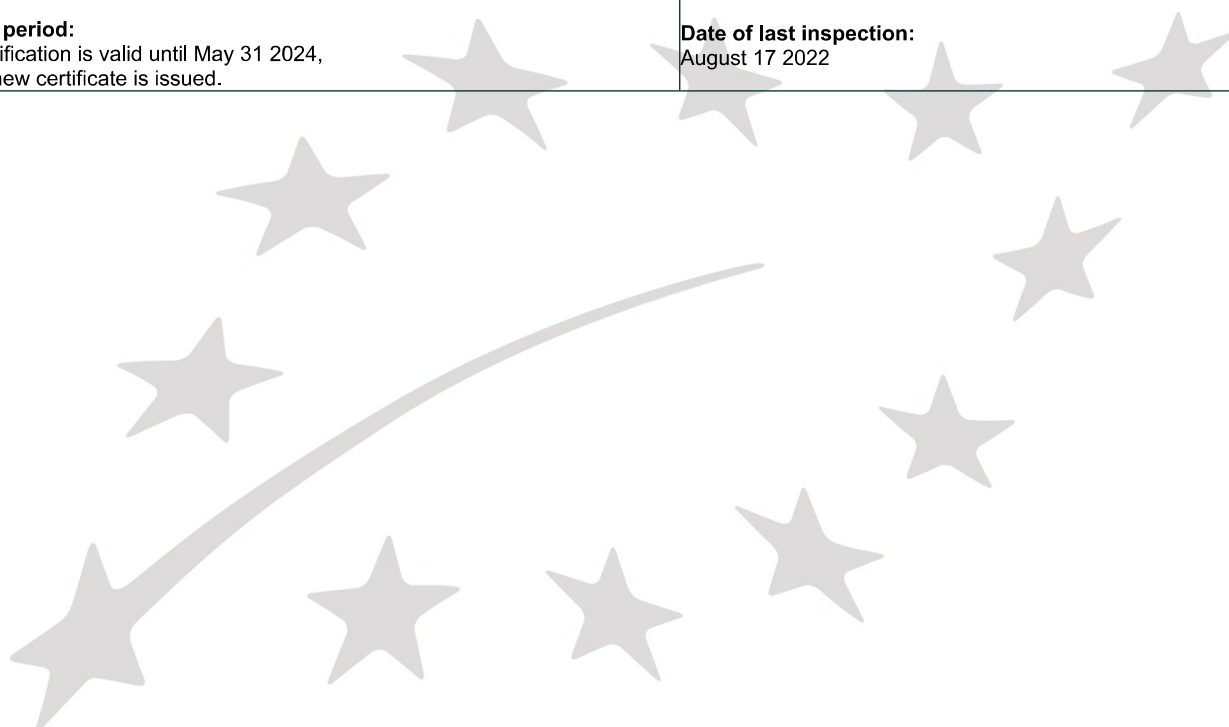 period:
ification is valid until May 31 2024,
new certificate is issued.
Date of last inspection:
August 17 2022